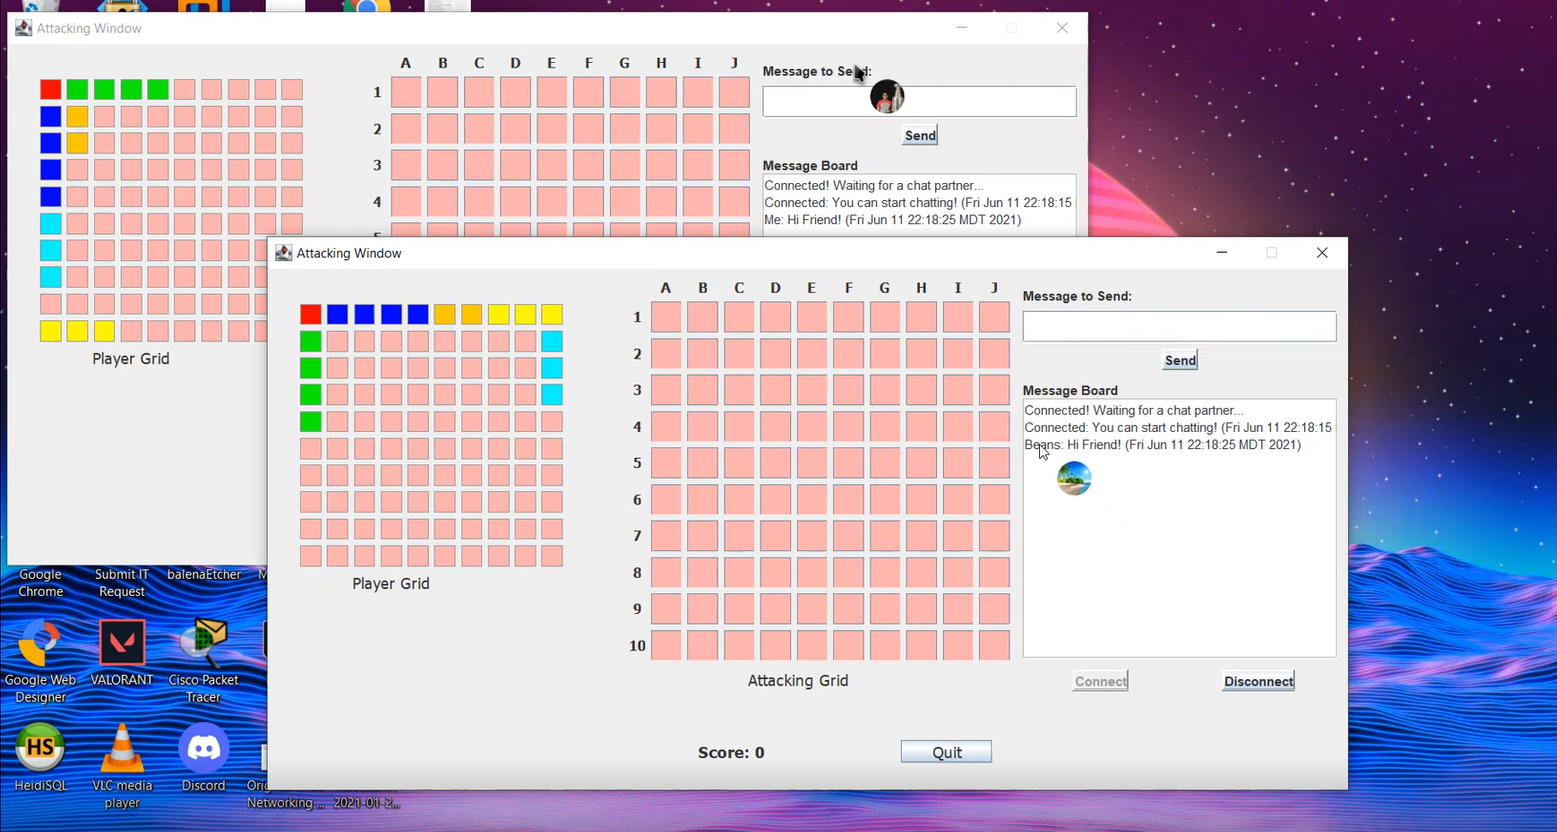 Attacking Window
A B C D E F G H I J
1
2
3
4
Player Grid
Message to Send:
Send
Message Board
Connected! Waiting for a chat partner...
Connected: You can start chatting! (Fri Jun 11 22:18:15
Me: Hi Friend! (Fri Jun 11 22:18:25 MDT 2021)
Attacking Window
A B C D E F G H I J
1
2
3
4
5
6
7
8
9
10
Player Grid
Attacking Grid
Message to Send:
Send
Message Board
Connected! Waiting for a chat partner...
Connected: You can start chatting! (Fri Jun 11 22:18:15
Beans: Hi Friend! (Fri Jun 11 22:18:25 MDT 2021)
Connect
Disconnect
Score: 0
Quit
Google
Chrome
Submit IT
Request
balenaEtcher
Google Web
Designer
VALORANT
Cisco Packet
Tracer
HS
HeidiSQL
VLC media
player
Discord
Networking ...
2021-01-2...